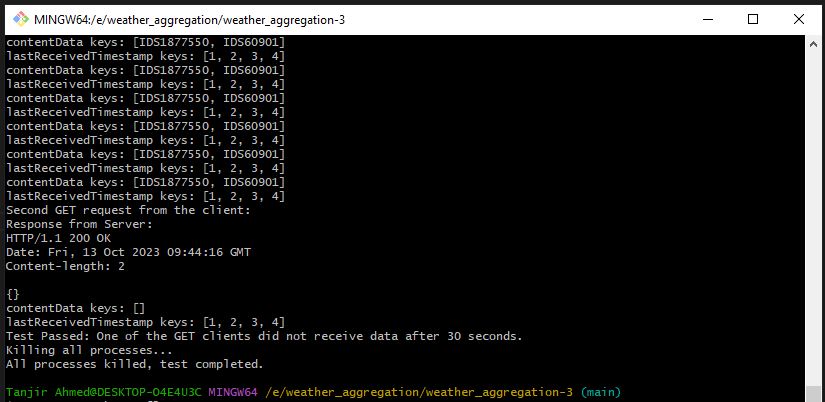 MINGW64:/e/weather_aggregation/weather_aggregation-3
contentData keys: [IDS1877550, IDS60901]
lastReceivedTimestamp keys: [1, 2, 3, 4]
contentData keys: [IDS1877550, IDS60901]
lastReceivedTimestamp keys: [1, 2, 3, 4]
contentData keys: [IDS1877550, IDS60901]
lastReceivedTimestamp keys: [1, 2, 3, 4]
contentData keys: [IDS1877550, IDS60901]
lastReceivedTimestamp keys: [1, 2, 3, 4]
contentData keys: [IDS1877550, IDS60901]
lastReceivedTimestamp keys: [1, 2, 3, 4]
contentData keys: [IDS1877550, IDS60901]
lastReceivedTimestamp keys: [1, 2, 3, 4]
Second GET request from the client:
Response from Server:
HTTP/1.1 200 OK
Date: Fri, 13 Oct 2023 09:44:16 GMT
Content-length: 2
{}
contentData keys: []
lastReceivedTimestamp keys: [1, 2, 3, 4]
Test Passed: One of the GET clients did not receive data after 30 seconds.
Killing all processes...
All processes killed, test completed.
Tanjir Ahmed@DESKTOP-O4E4U3C MINGW64 /e/weather_aggregation/weather_aggregation-3 (main)